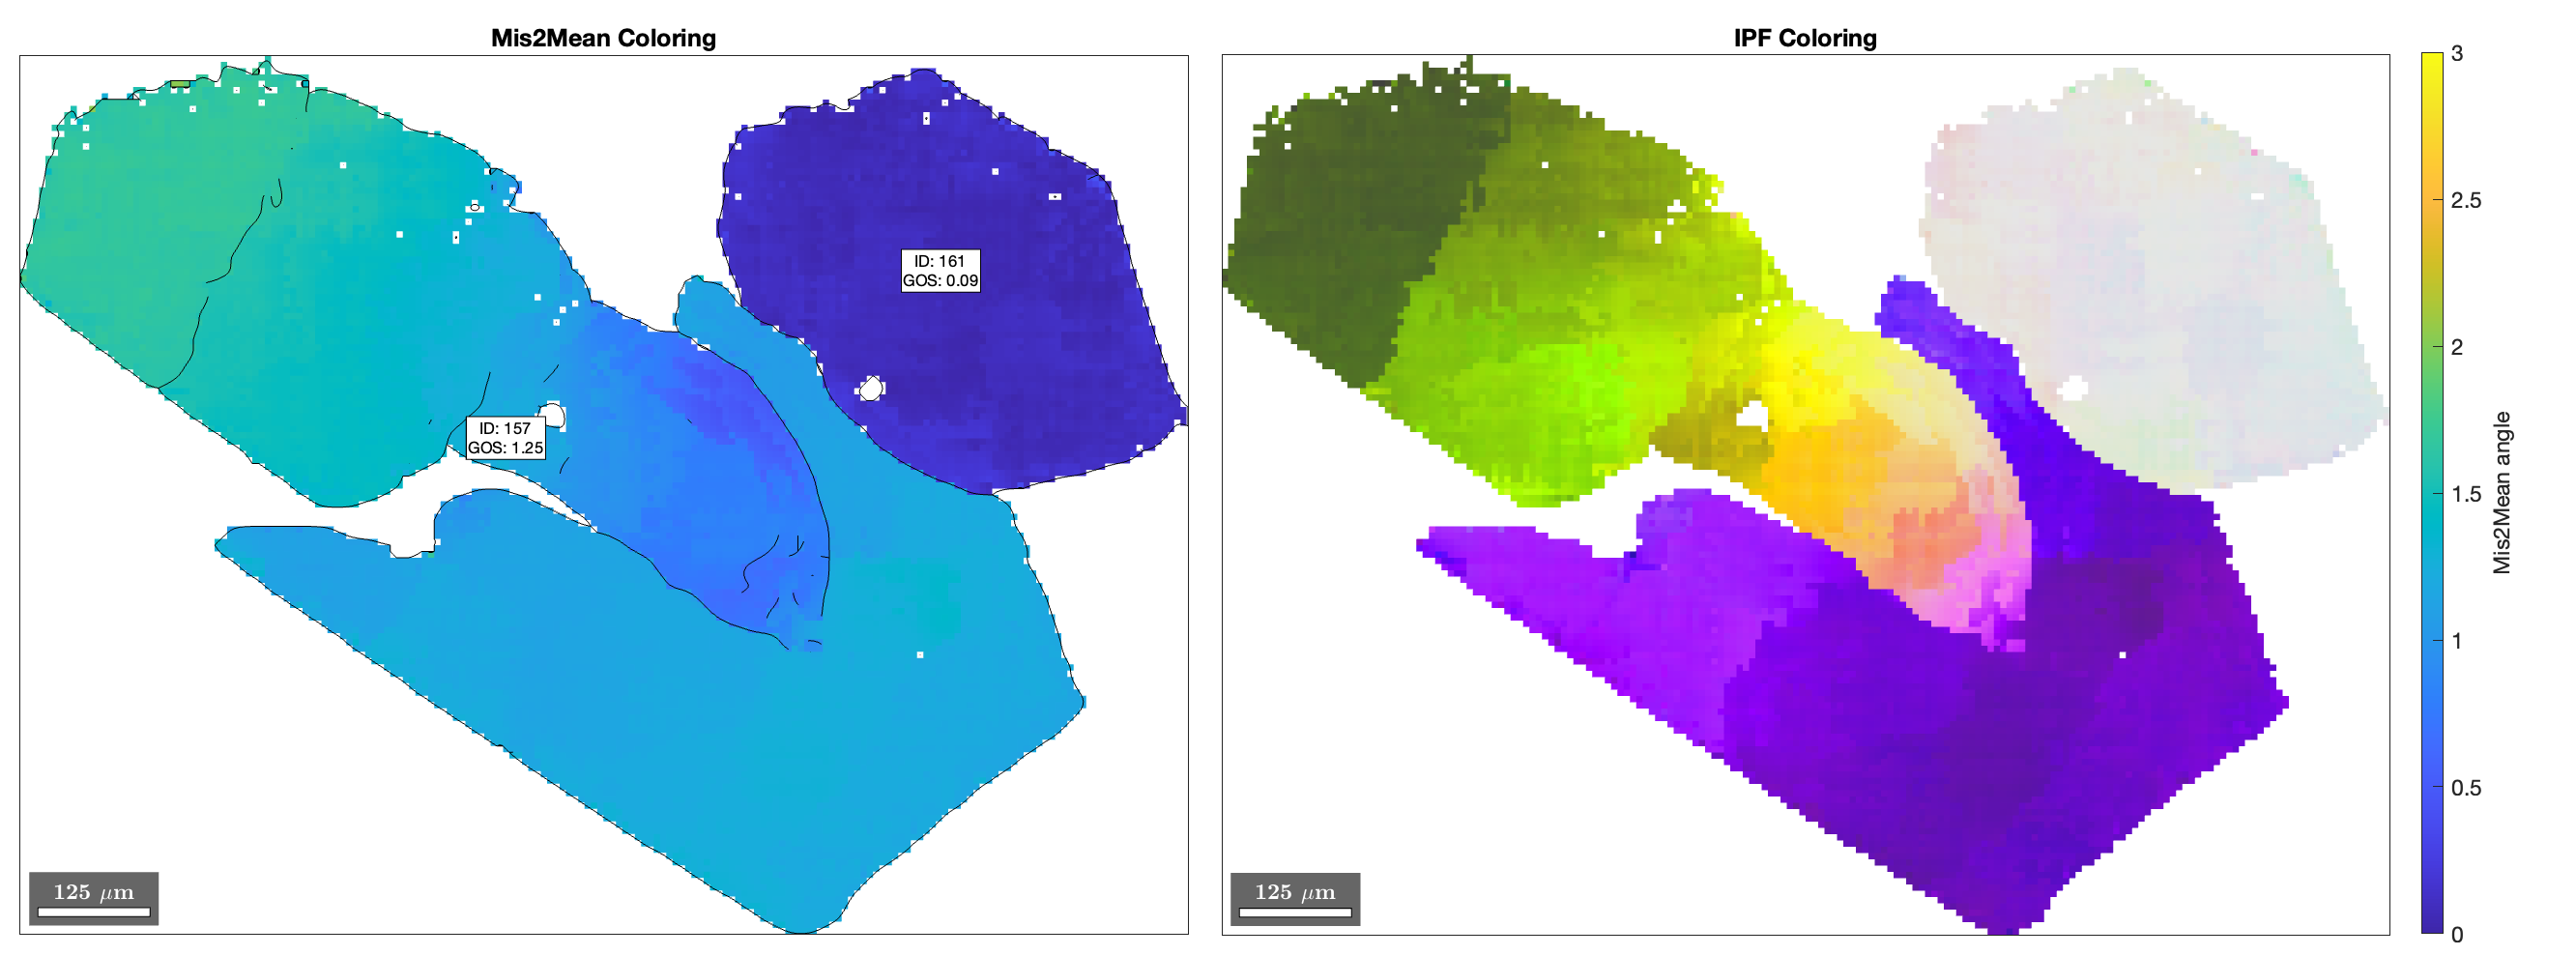 Mis2Mean Coloring
IPF Coloring
ID: 161
GOS: 0.09
ID: 157
GOS: 1.25
125 μm
125 μm
3
2.5
2
1.5
1
0.5
0
Mis2Mean angle